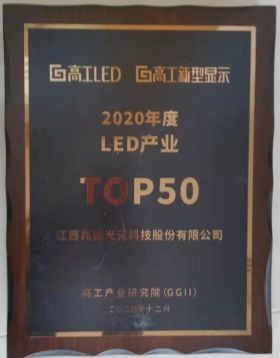 高工LED 高工新型显示
2020年度
LED产业
TOP50
江西兆驰光元科技股份有限公司
高工产业研究院(GGII)
二〇二〇年十二月